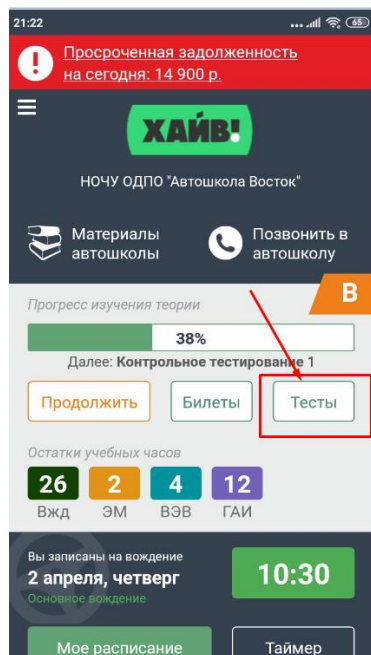 21:22
65
Просроченная задолженность
на сегодня: 14 900 р.
ХАЙВ!
НОЧУ ОДПО "Автошкола Восток"
Материалы
автошколы
Позвонить в
автошколу
B
Прогресс изучения теории
38%
Далее: Контрольное тестирование 1
Продолжить
Билеты
Тесты
Остатки учебных часов
26
2
4
12
Вжд
ЭМ
ВЭВ
ГАИ
Вы записаны на вождение
2 апреля, четверг
Основное вождение
10:30
Мое расписание
Таймер